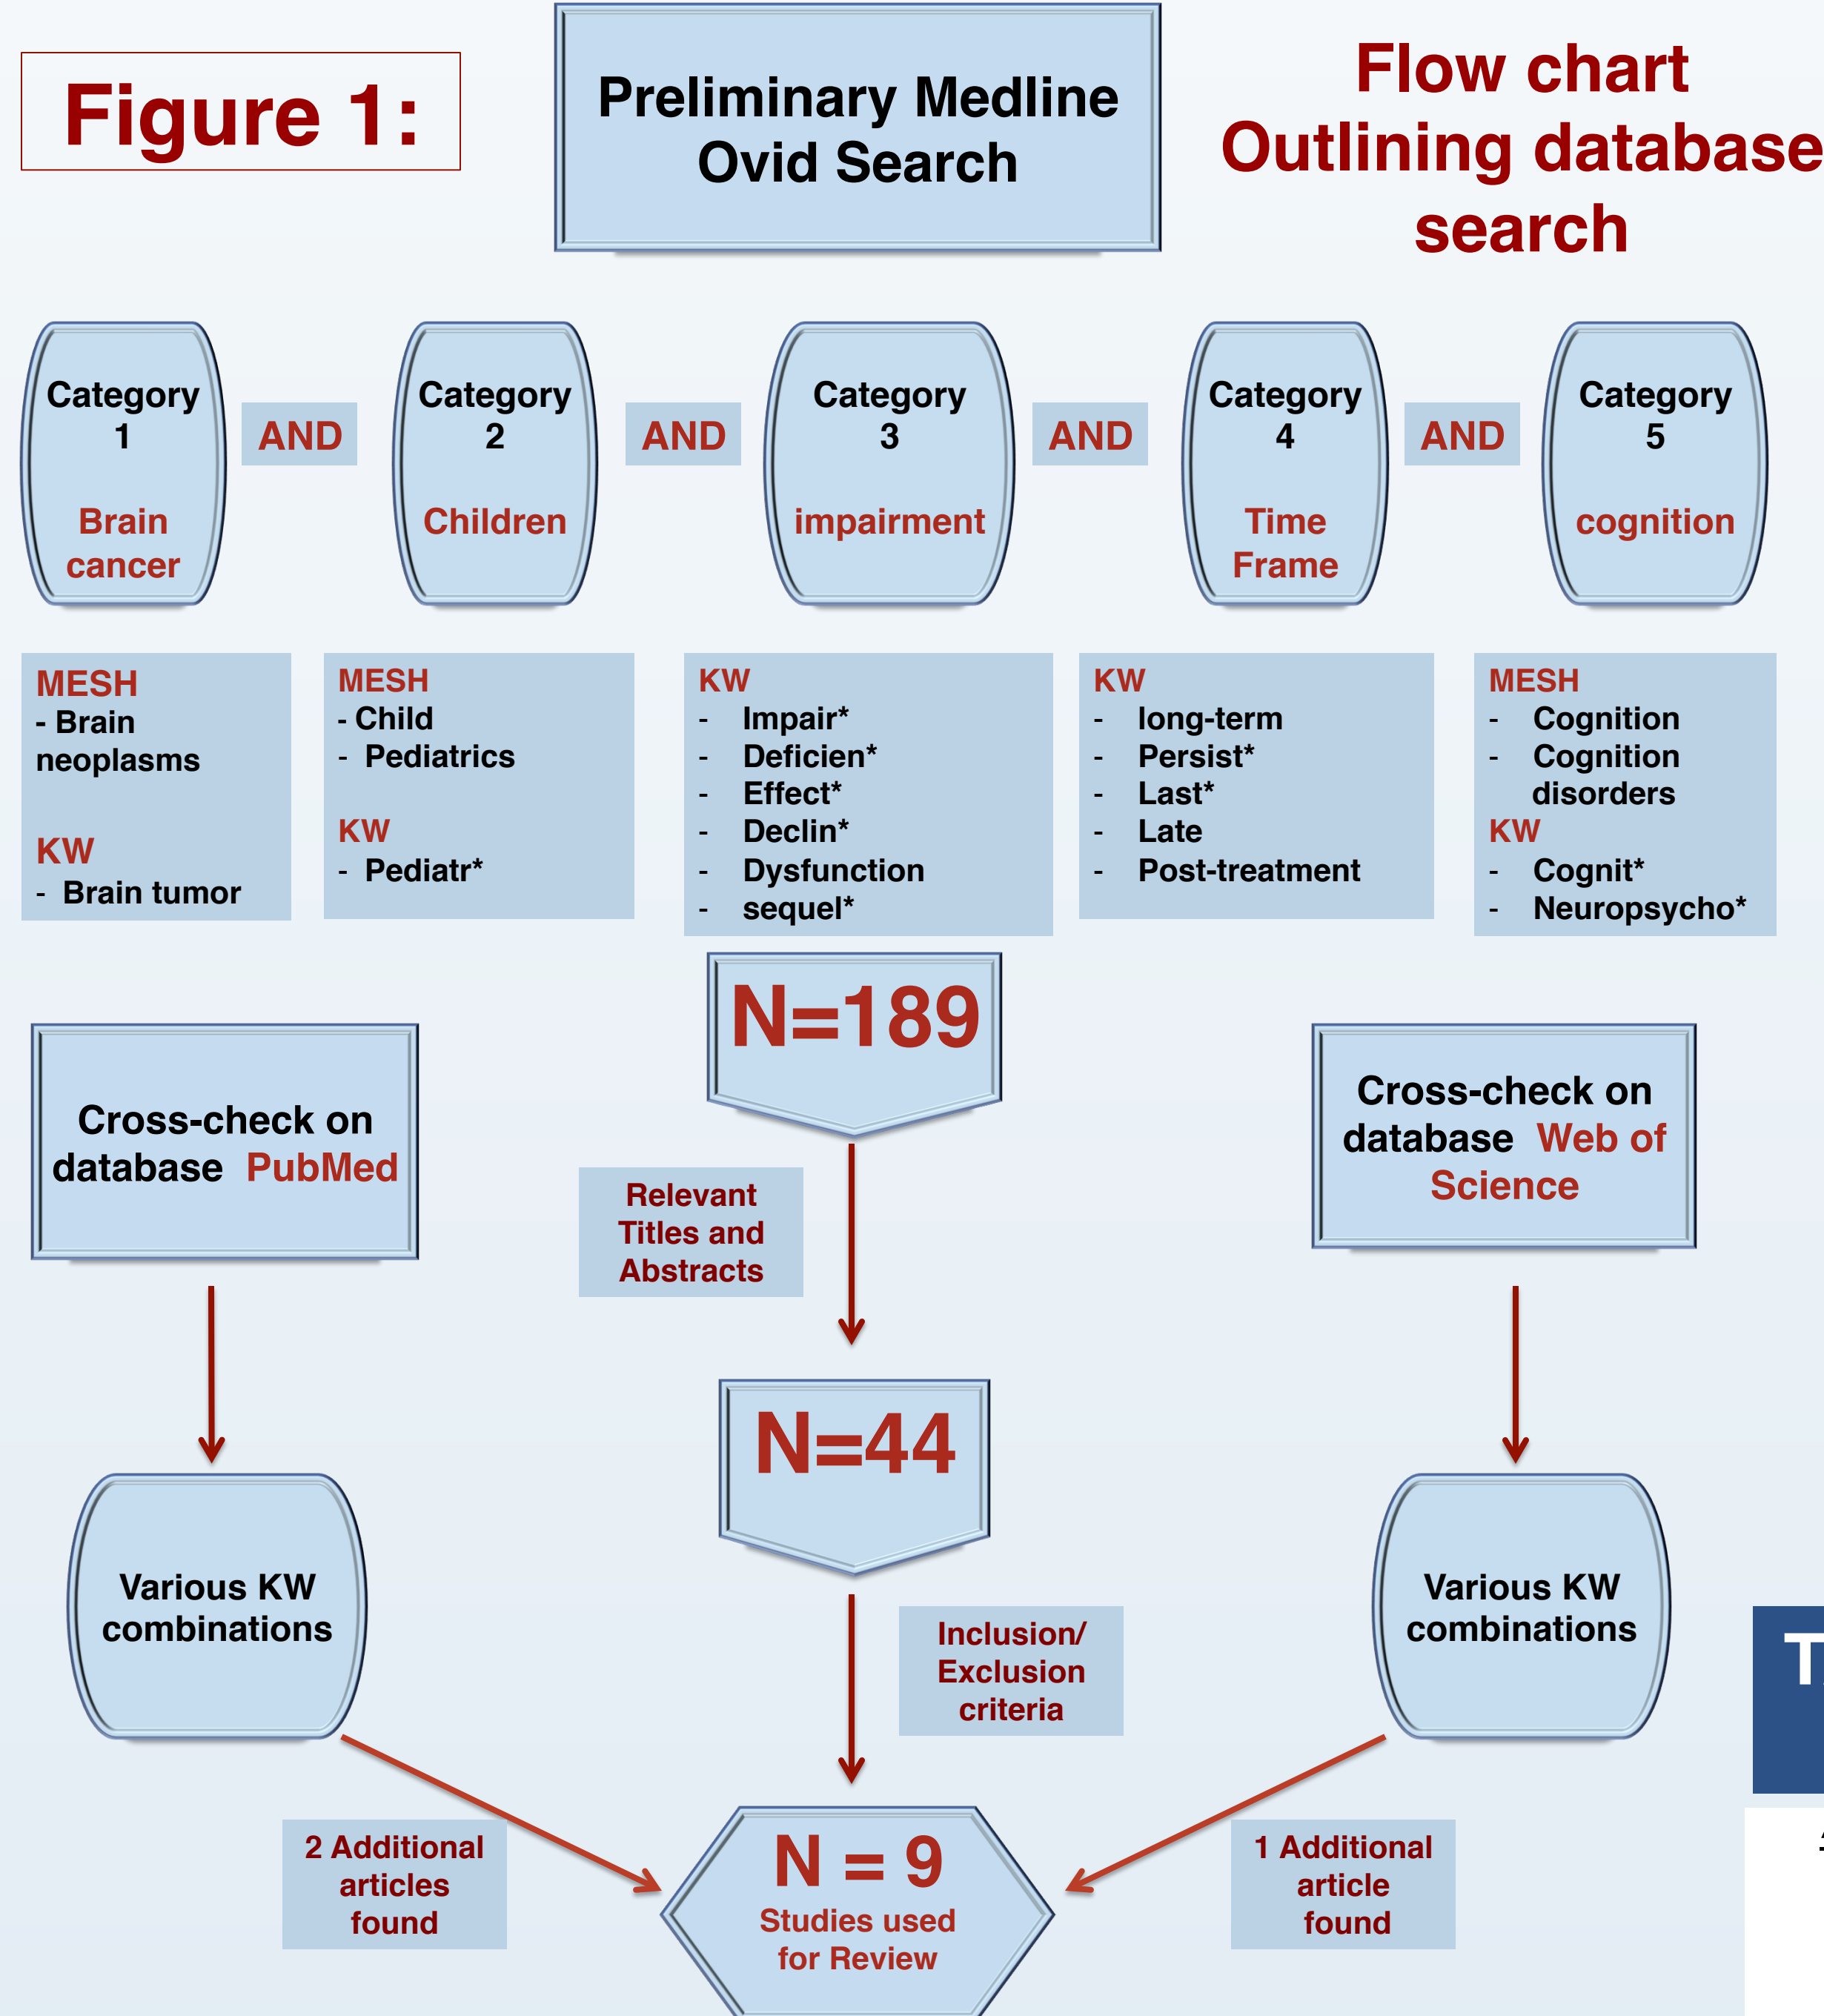 Figure 1:
Preliminary Medline
Ovid Search
Flow chart
Outlining database
search
Category
1
Brain
cancer
AND
Category
2
Children
AND
Category
3
impairment
AND
Category
4
Time
Frame
AND
Category
5
cognition
MESH
- Brain
neoplasms
KW
- Brain tumor
MESH
- Child
- Pediatrics
KW
- Pediatr*
KW
- Impair*
- Deficien*
- Effect*
- Declin*
- Dysfunction
- sequel*
KW
- long-term
- Persist*
- Last*
- Late
- Post-treatment
MESH
- Cognition
- Cognition
disorders
KW
- Cognit*
- Neuropsycho*
N=189
Cross-check on
database PubMed
Cross-check on
database Web of
Science
Relevant
Titles and
Abstracts
N=44
Various KW
combinations
Inclusion/
Exclusion
criteria
Various KW
combinations
2 Additional
articles
found
N = 9
Studies used
for Review
1 Additional
article
found